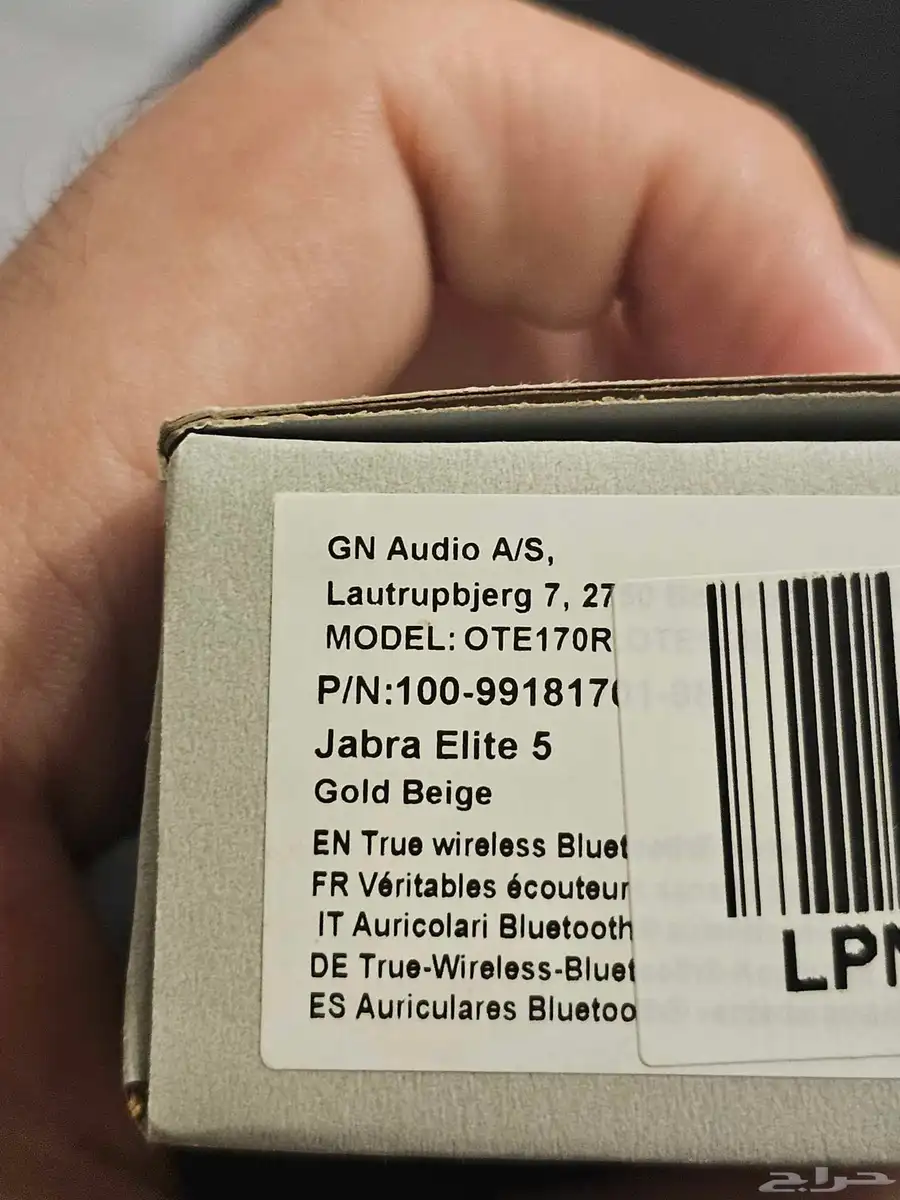 GN Audio A/S,
Lautrupbjerg 7, 27
MODEL: OTE170R
P/N:100-9918170
Jabra Elite 5
Gold Beige
EN True wireless Bluet
FR Véritables écouteur
IT Auricolari Bluetooth
DE True-Wireless-Bluet
ES Auriculares Bluetoo
LPN
حراج